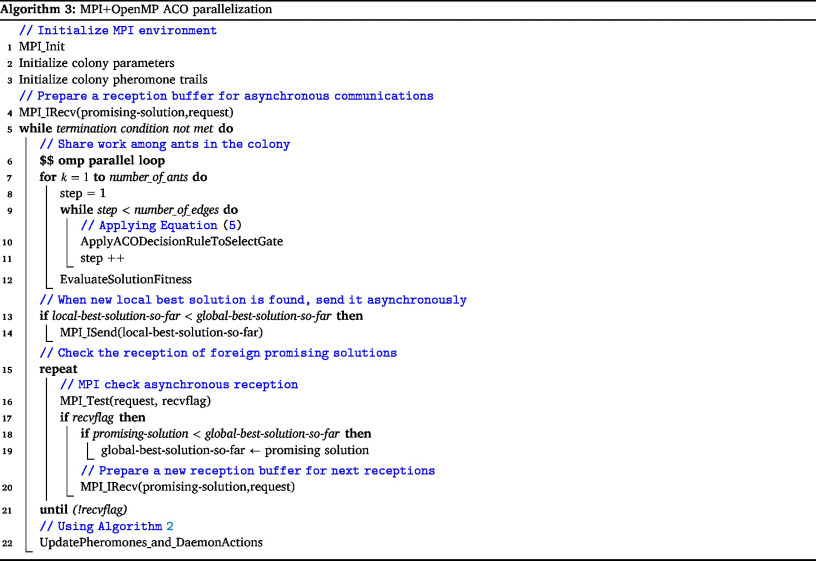 Algorithm 3: MPI+OpenMP ACO parallelization
// Initialize MPI environment
1 MPI_Init
2 Initialize colony parameters
3 Initialize colony pheromone trails
// Prepare a reception buffer for asynchronous communications
4 MPI_IRecv(promising-solution,request)
5 while termination condition not met do
// Share work among ants in the colony
6 $$ omp parallel loop
7 for k = 1 to number_of_ants do
8 step = 1
9 while step < number_of_edges do
// Applying Equation (5)
10 ApplyACODecisionRuleToSelectGate
11 step ++
12 EvaluateSolutionFitness
// When new local best solution is found, send it asynchronously
13 if local-best-solution-so-far < global-best-solution-so-far then
14 MPI_ISend(local-best-solution-so-far)
// Check the reception of foreign promising solutions
15 repeat
// MPI check asynchronous reception
16 MPI_Test(request, recvflag)
17 if recvflag then
18 if promising-solution < global-best-solution-so-far then
19 global-best-solution-so-far ← promising solution
// Prepare a new reception buffer for next receptions
20 MPI_IRecv(promising-solution,request)
21 until (!recvflag)
// Using Algorithm 2
22 UpdatePheromones_and_DaemonActions